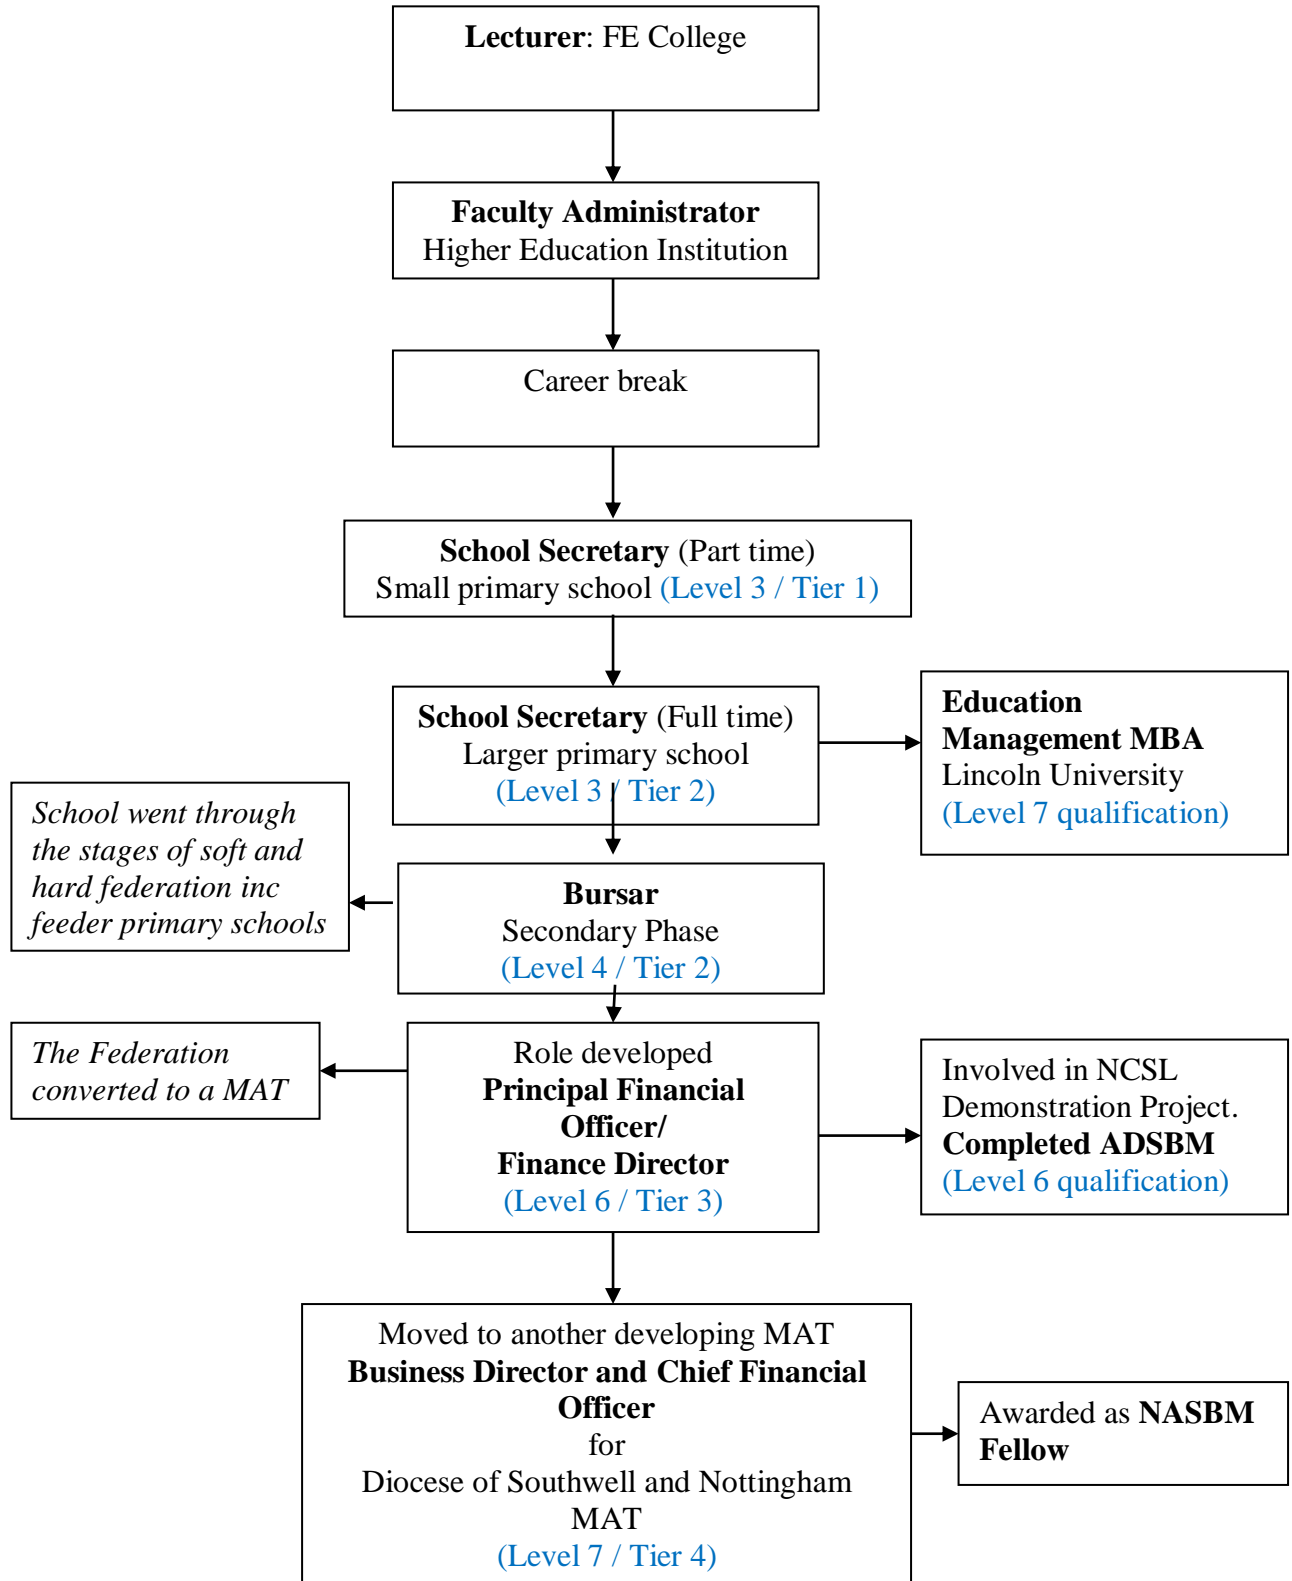 Lecturer: FE College
Faculty Administrator
Higher Education Institution
Career break
School Secretary (Part time)
Small primary school (Level 3 / Tier 1)
School Secretary (Full time)
Larger primary school
(Level 3 / Tier 2)
Education
Management MBA
Lincoln University
(Level 7 qualification)
School went through
the stages of soft and
hard federation inc
feeder primary schools
Bursar
Secondary Phase
(Level 4 / Tier 2)
The Federation
converted to a MAT
Role developed
Principal Financial
Officer/
Finance Director
(Level 6 / Tier 3)
Involved in NCSL
Demonstration Project.
Completed ADSBM
(Level 6 qualification)
Moved to another developing MAT
Business Director and Chief Financial
Officer
for
Diocese of Southwell and Nottingham
MAT
(Level 7 / Tier 4)
Awarded as NASBM
Fellow